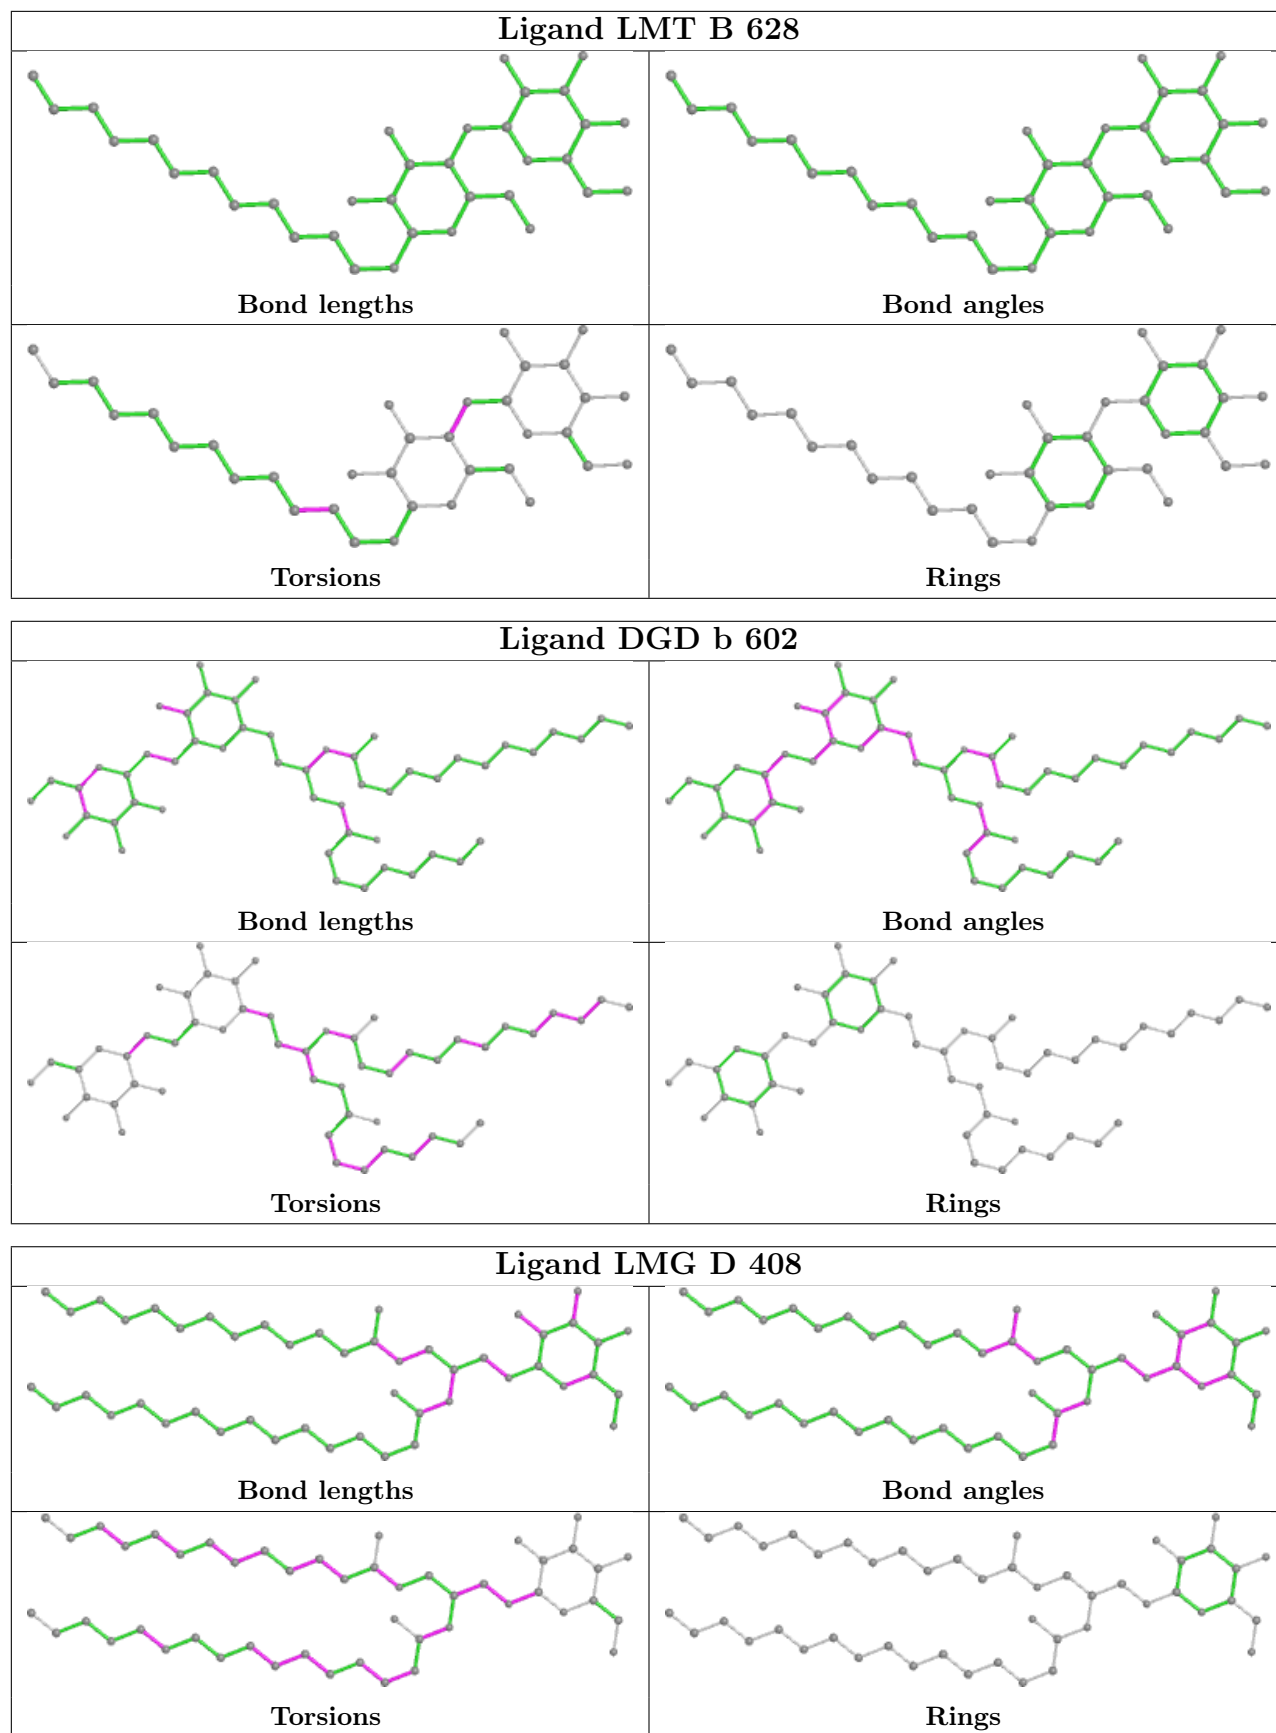 Ligand LMT B 628
Bond lengths
Bond angles
Torsions
Rings
Ligand DGD b 602
Bond lengths
Bond angles
Torsions
Rings
Ligand LMG D 408
Bond lengths
Bond angles
Torsions
Rings